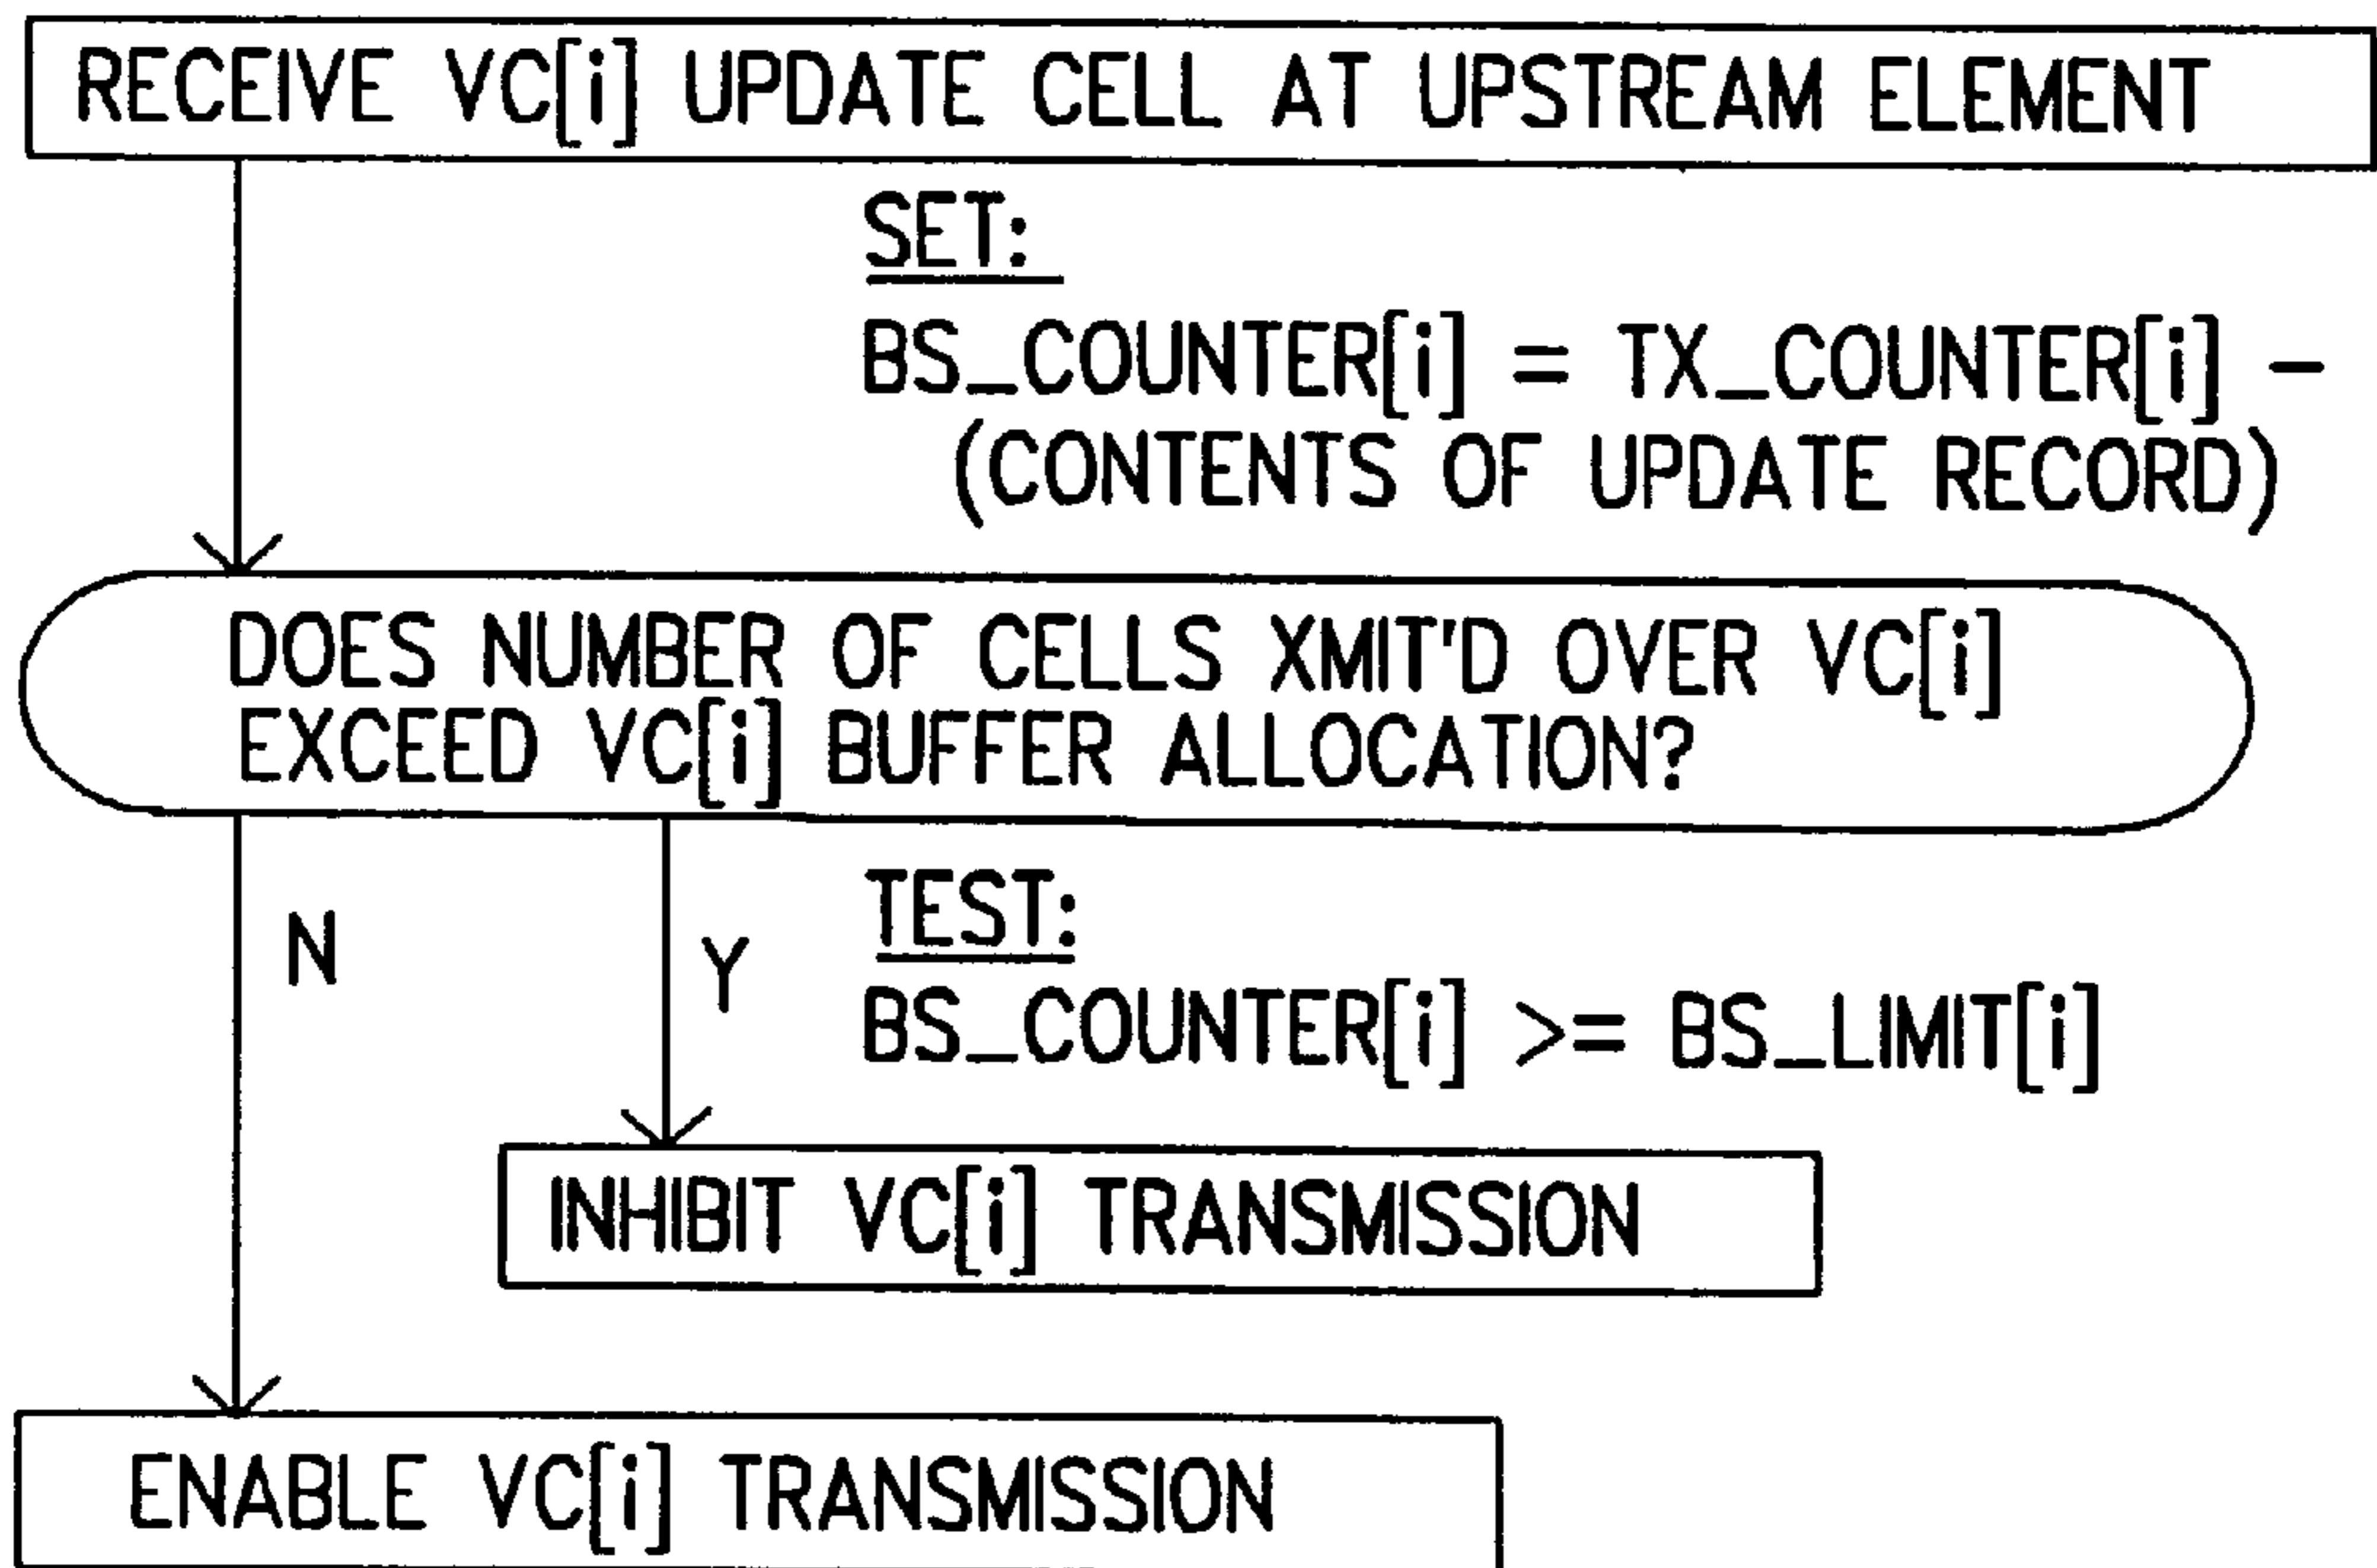 RECEIVE VC[i] UPDATE CELL AT UPSTREAM ELEMENT
SET:
BS_COUNTER[i] = TX_COUNTER[i] -
(CONTENTS OF UPDATE RECORD)
DOES NUMBER OF CELLS XMIT'D OVER VC[i]
EXCEED VC[i] BUFFER ALLOCATION?
N
Y
TEST:
BS_COUNTER[i] >= BS_LIMIT[i]
INHIBIT VC[i] TRANSMISSION
ENABLE VC[i] TRANSMISSION